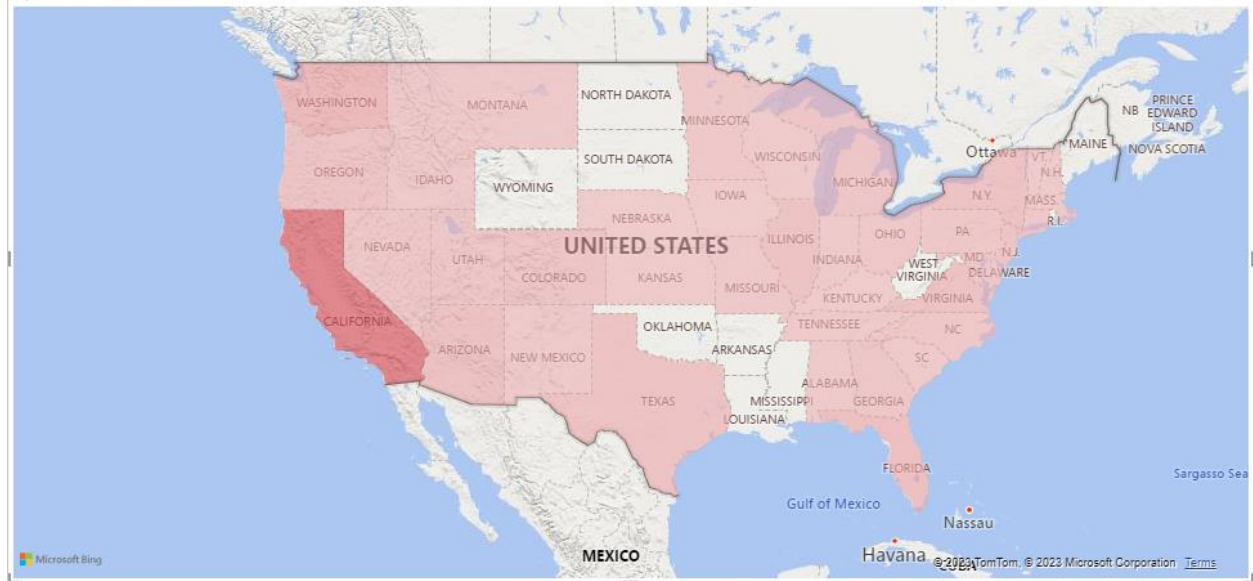 NORTH DAKOTA
WASHINGTON
MONTANA
MINNESOTA
NB
PRINCE
EDWARD
ISLAND
Ottawa
MAINE
NOVA SCOTIA
SOUTH DAKOTA
WISCONSIN
VT.
N.H.
OREGON
IDAHO
WYOMING
MICHIGAN
IOWA
N.Y.
MASS.
R.I.
NEBRASKA
NEVADA
UTAH
UNITED STATES
ILLINOIS
OHIO
PA
INDIANA
N.J.
MD
COLORADO
KANSAS
MISSOURI
WEST
VIRGINIA
DELAWARE
KENTUCKY
VIRGINIA
CALIFORNIA
OKLAHOMA
TENNESSEE
NC
ARIZONA
NEW MEXICO
ARKANSAS
SC
ALABAMA
TEXAS
MISSISSIPPI
GEORGIA
LOUISIANA
FLORIDA
Sargasso Sea
Gulf of Mexico
Nassau
MEXICO
Havana
CUBA
Microsoft Bing
© 2023 TomTom, © 2023 Microsoft Corporation Terms